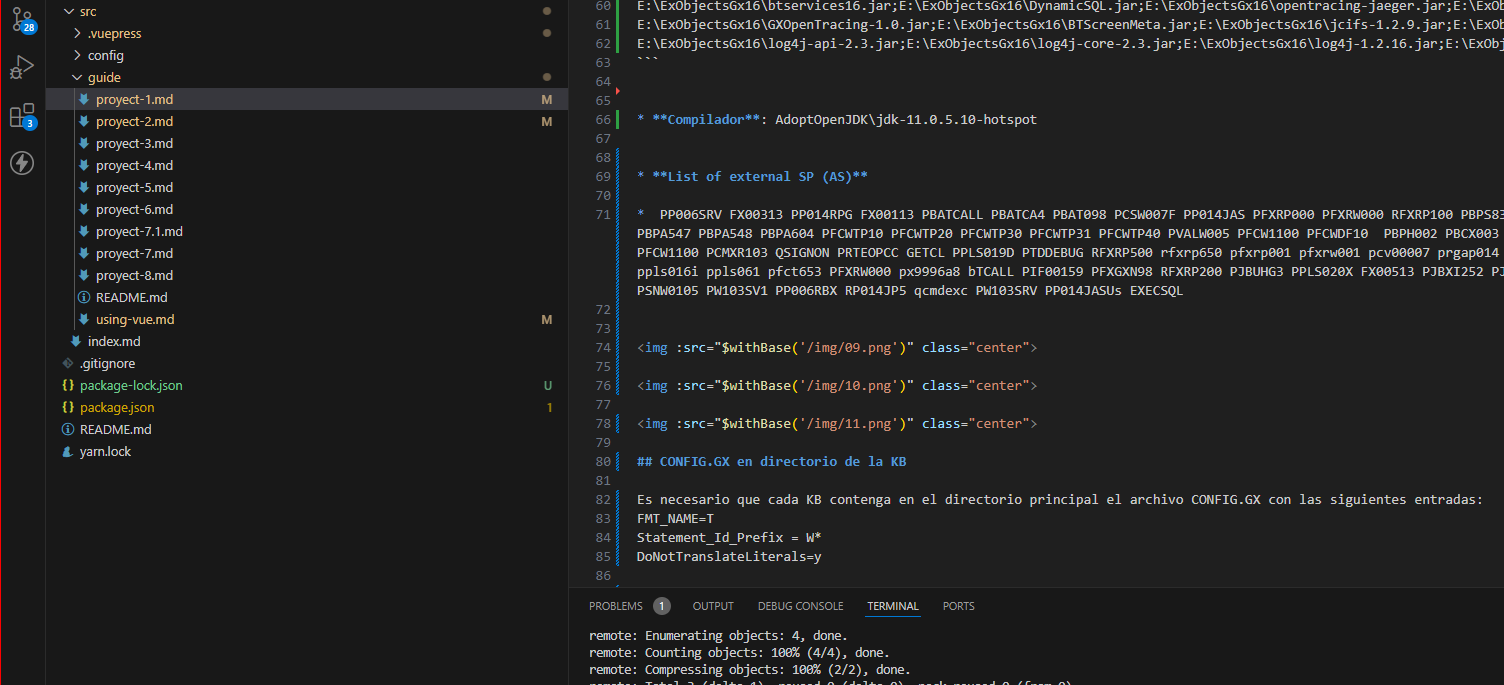 28
3
src
.vuepress
config
guide
proyect-1.md M
proyect-2.md M
proyect-3.md
proyect-4.md
proyect-5.md
proyect-6.md
proyect-7.1.md
proyect-7.md
proyect-8.md
README.md
using-vue.md M
index.md
.gitignore
package-lock.json U
package.json 1
README.md
yarn.lock
60 E:\ExObjectsGx16\btservices16.jar;E:\ExObjectsGx16\DynamicSQL.jar;E:\ExObjectsGx16\opentracing-jaeger.jar;E:\ExObjectsG
61 E:\ExObjectsGx16\GXOpenTracing-1.0.jar;E:\ExObjectsGx16\BTScreenMeta.jar;E:\ExObjectsGx16\jcifs-1.2.9.jar;E:\ExObjects
62 E:\ExObjectsGx16\log4j-api-2.3.jar;E:\ExObjectsGx16\log4j-core-2.3.jar;E:\ExObjectsGx16\log4j-1.2.16.jar;E:\ExObj
63 ```
64
65
66 * **Compilador**: AdoptOpenJDK\jdk-11.0.5.10-hotspot
67
68
69 * **List of external SP (AS)**
70
71 * PP006SRV FX00313 PP014RPG FX00113 PBATCALL PBATCA4 PBAT098 PCSW007F PP014JAS PFXRP000 PFXRW000 RFXRP100 PBPS83
PBPA547 PBPA548 PBPA604 PFCWTP10 PFCWTP20 PFCWTP30 PFCWTP31 PFCWTP40 PVALW005 PFCW1100 PFCWDF10 PBPH002 PBCX003
PFCW1100 PCMXR103 QSIGNON PRTEOPCC GETCL PPLS019D PTDDEBUG RFXRP500 rfxrp650 pfxrp001 pfxrw001 pcv00007 prgap014
ppls016i ppls061 pfct653 PFXRW000 px9996a8 bTCALL PIF00159 PFXGXN98 RFXRP200 PJBUHG3 PPLS020X FX00513 PJBXI252 PJ
PSNW0105 PW103SV1 PP006RBX RP014JP5 qcmdexc PW103SRV PP014JASUs EXECSQL
72
73
74 <img :src="$withBase('/img/09.png')" class="center">
75
76 <img :src="$withBase('/img/10.png')" class="center">
77
78 <img :src="$withBase('/img/11.png')" class="center">
79
80 ## CONFIG.GX en directorio de la KB
81
82 Es necesario que cada KB contenga en el directorio principal el archivo CONFIG.GX con las siguientes entradas:
83 FMT_NAME=T
84 Statement_Id_Prefix = W*
85 DoNotTranslateLiterals=y
86
PROBLEMS 1 OUTPUT DEBUG CONSOLE TERMINAL PORTS
remote: Enumerating objects: 4, done.
remote: Counting objects: 100% (4/4), done.
remote: Compressing objects: 100% (2/2), done.